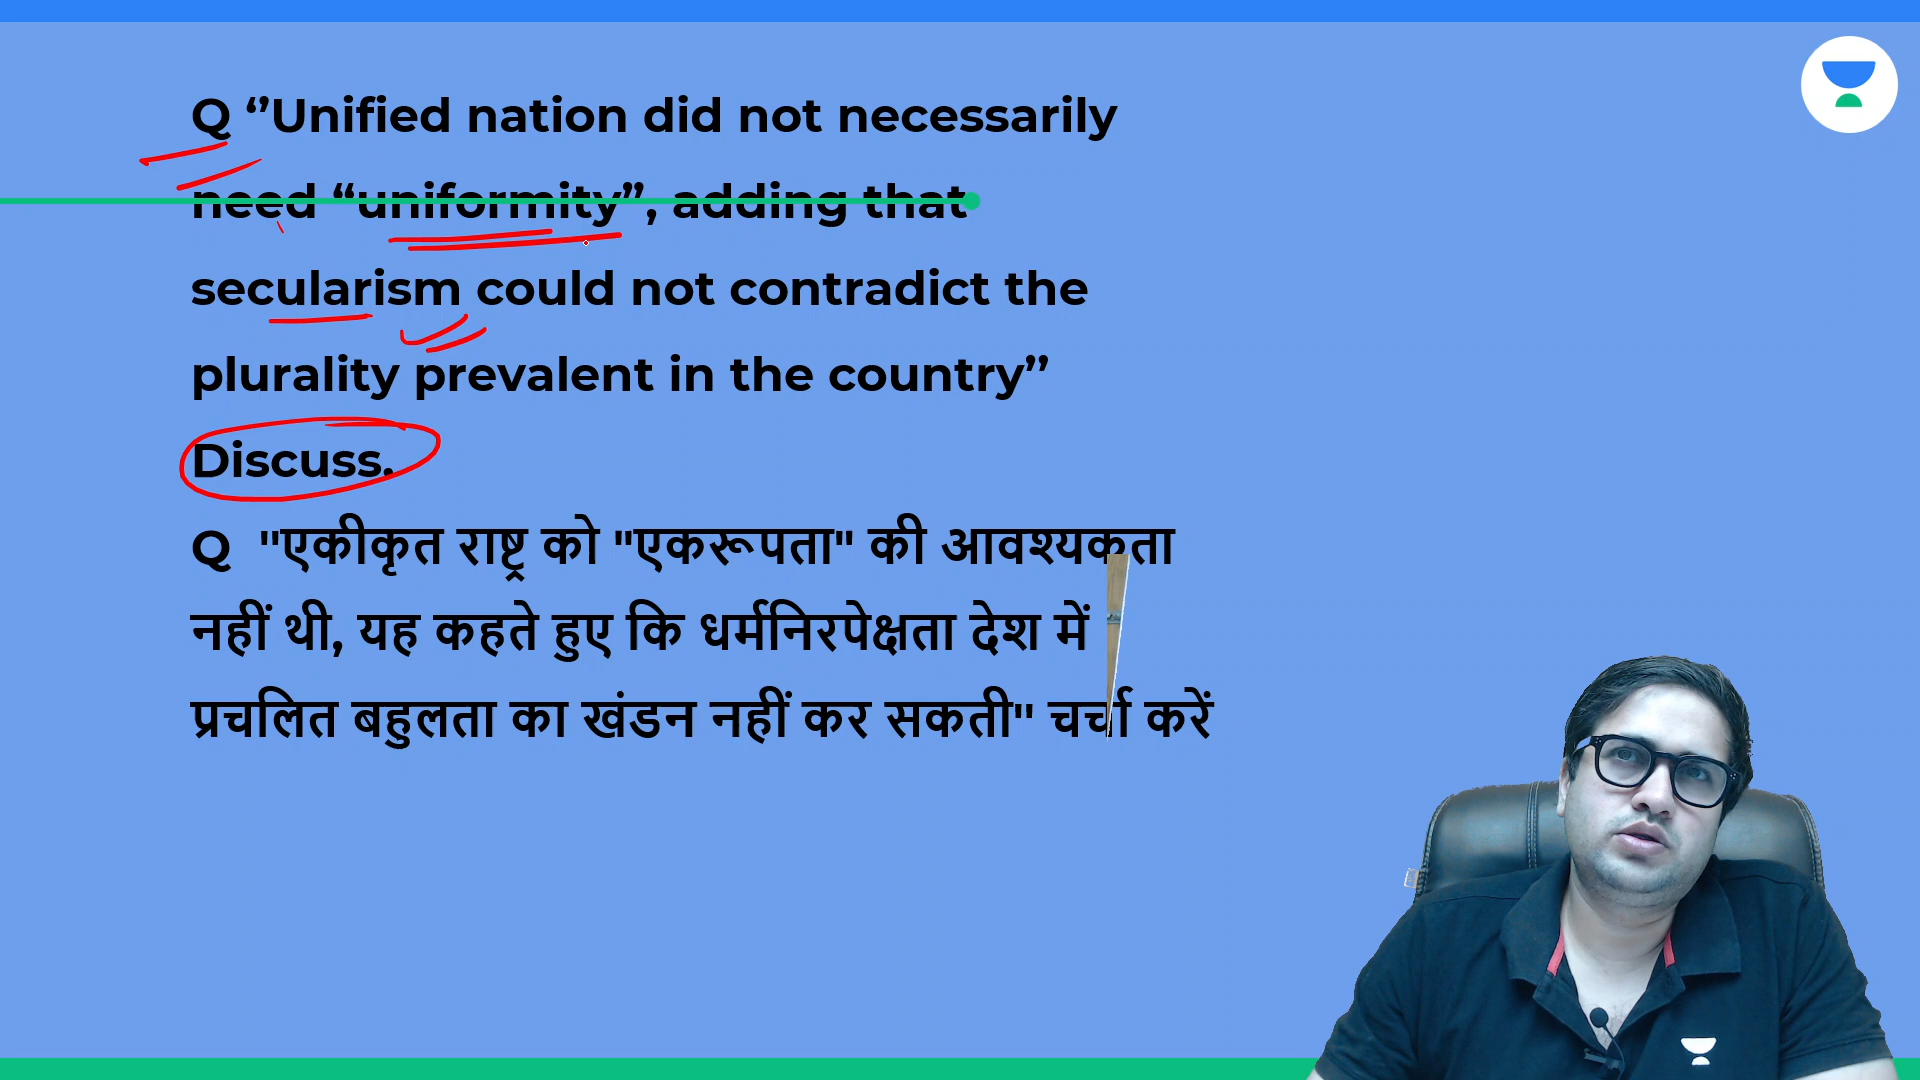 Q ‘’Unified nation did not necessarily
need “uniformity”, adding that
secularism could not contradict the
plurality prevalent in the country”
Discuss.
Q "एकीकृत राष्ट्र को "एकरूपता" की आवश्यकता
नहीं थी, यह कहते हुए कि धर्मनिरपेक्षता देश में
प्रचलित बहुलता का खंडन नहीं कर सकती" चर्चा करें